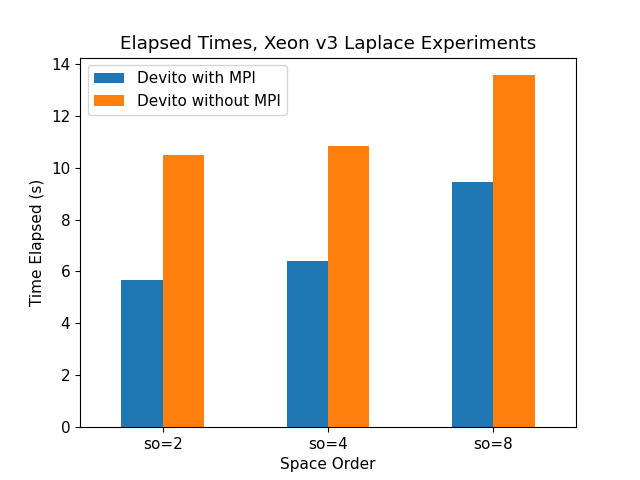 Elapsed Times, Xeon v3 Laplace Experiments
Devito with MPI
Devito without MPI
Time Elapsed (s)
14
12
10
8
6
4
2
0
so=2
so=4
so=8
Space Order